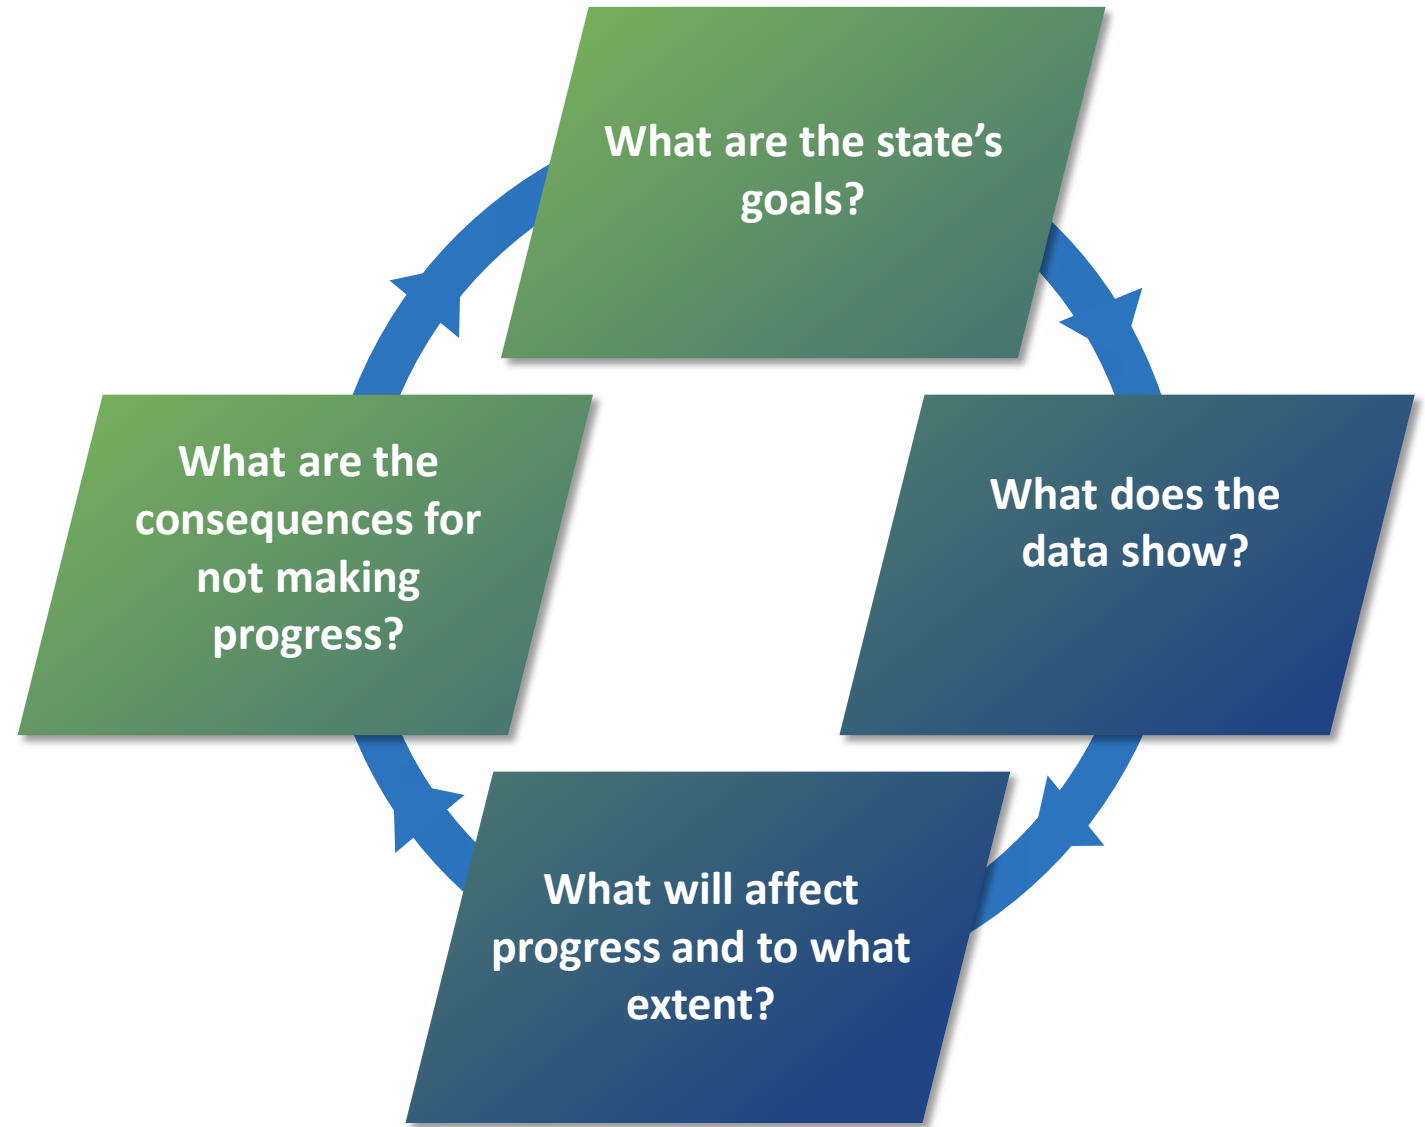 What are the state’s
goals?
What does the
data show?
What will affect
progress and to what
extent?
What are the
consequences for
not making
progress?